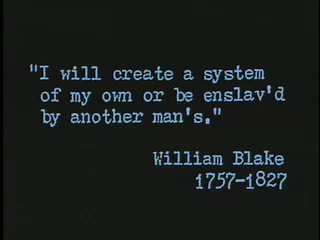 "I will create a system
of my own or be enslav'd
by another man's."
William Blake
1757-1827